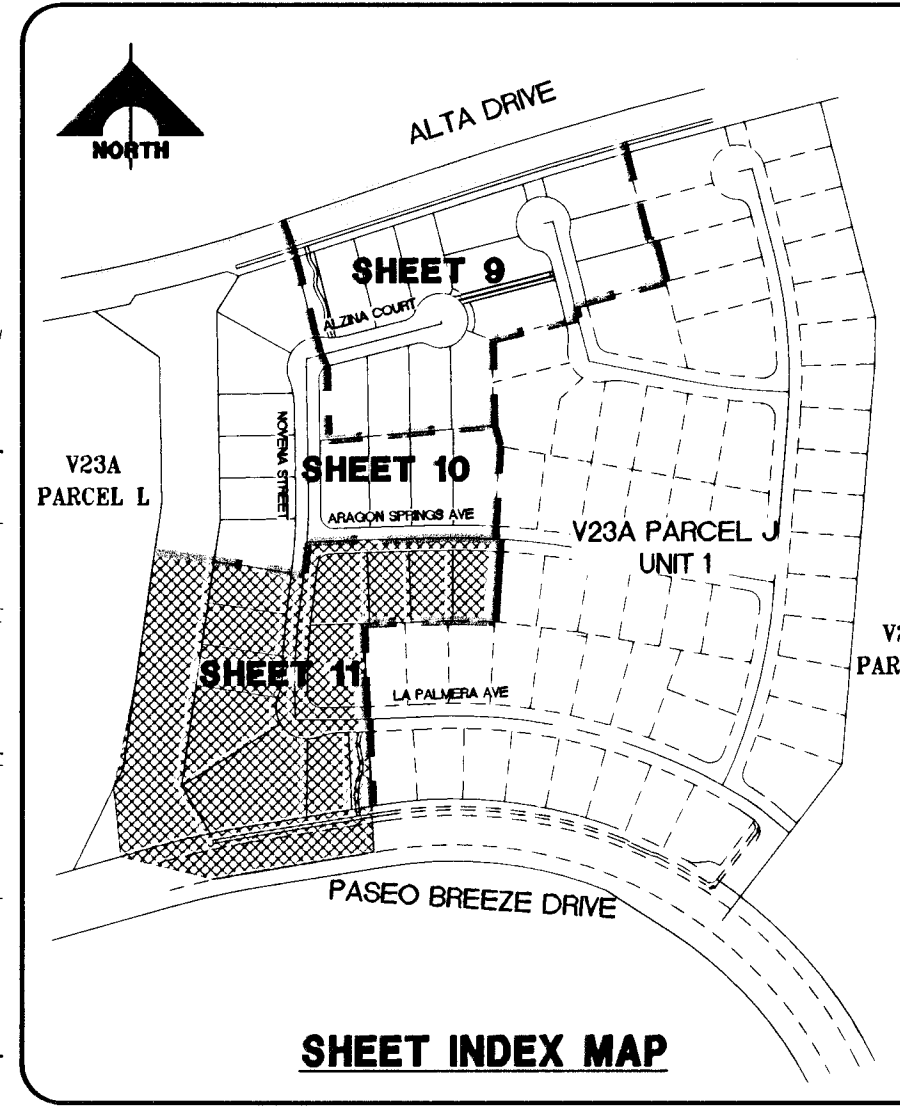 NORTH
ALTA DRIVE
SHEET 9
ALZINA COURT
NOVENA STREET
V23A
PARCEL L
SHEET 10
ARAGON SPRINGS AVE
V23A PARCEL J
UNIT 1
SHEET 11
LA PALMERA AVE
PASEO BREEZE DRIVE
SHEET INDEX MAP